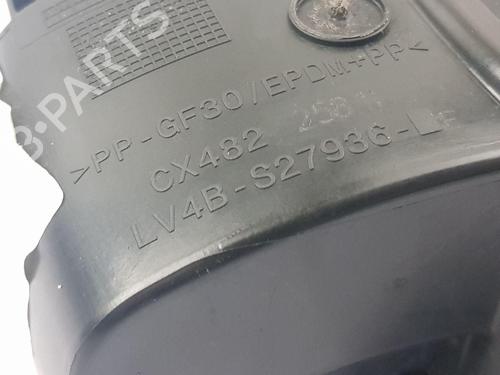 B-PARTS
>PP-GF30/EPDM+PP<
CX482
LV4B-S27936-